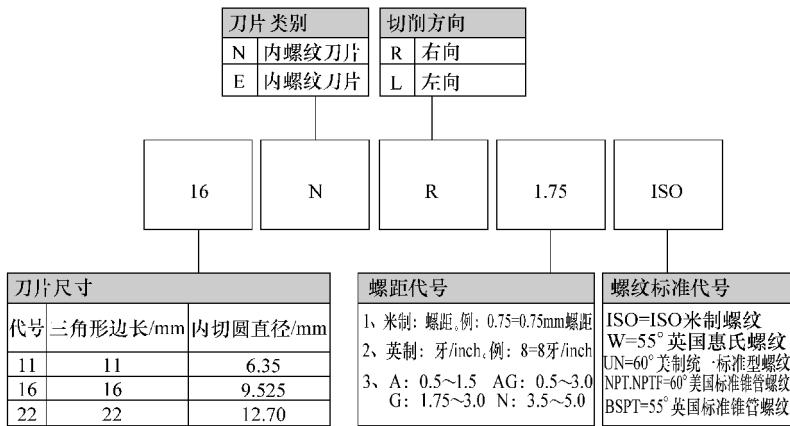 刀片类别
N 内螺纹刀片
E 内螺纹刀片
切削方向
R 右向
L 左向
16 N R 1.75 ISO
刀片尺寸
代号 三角形边长/mm 内切圆直径/mm
11 11 6.35
16 16 9.525
22 22 12.70
螺距代号
1、米制：螺距。例：0.75=0.75mm螺距
2、英制：牙/inch。例：8=8牙/inch
3、A：0.5~1.5 AG：0.5~3.0
G：1.75~3.0 N：3.5~5.0
螺纹标准代号
ISO=ISO米制螺纹
W=55°英国惠氏螺纹
UN=60°美制统一标准型螺纹
NPT.NPTF=60°美国标准锥管螺纹
BSPT=55°英国标准锥管螺纹